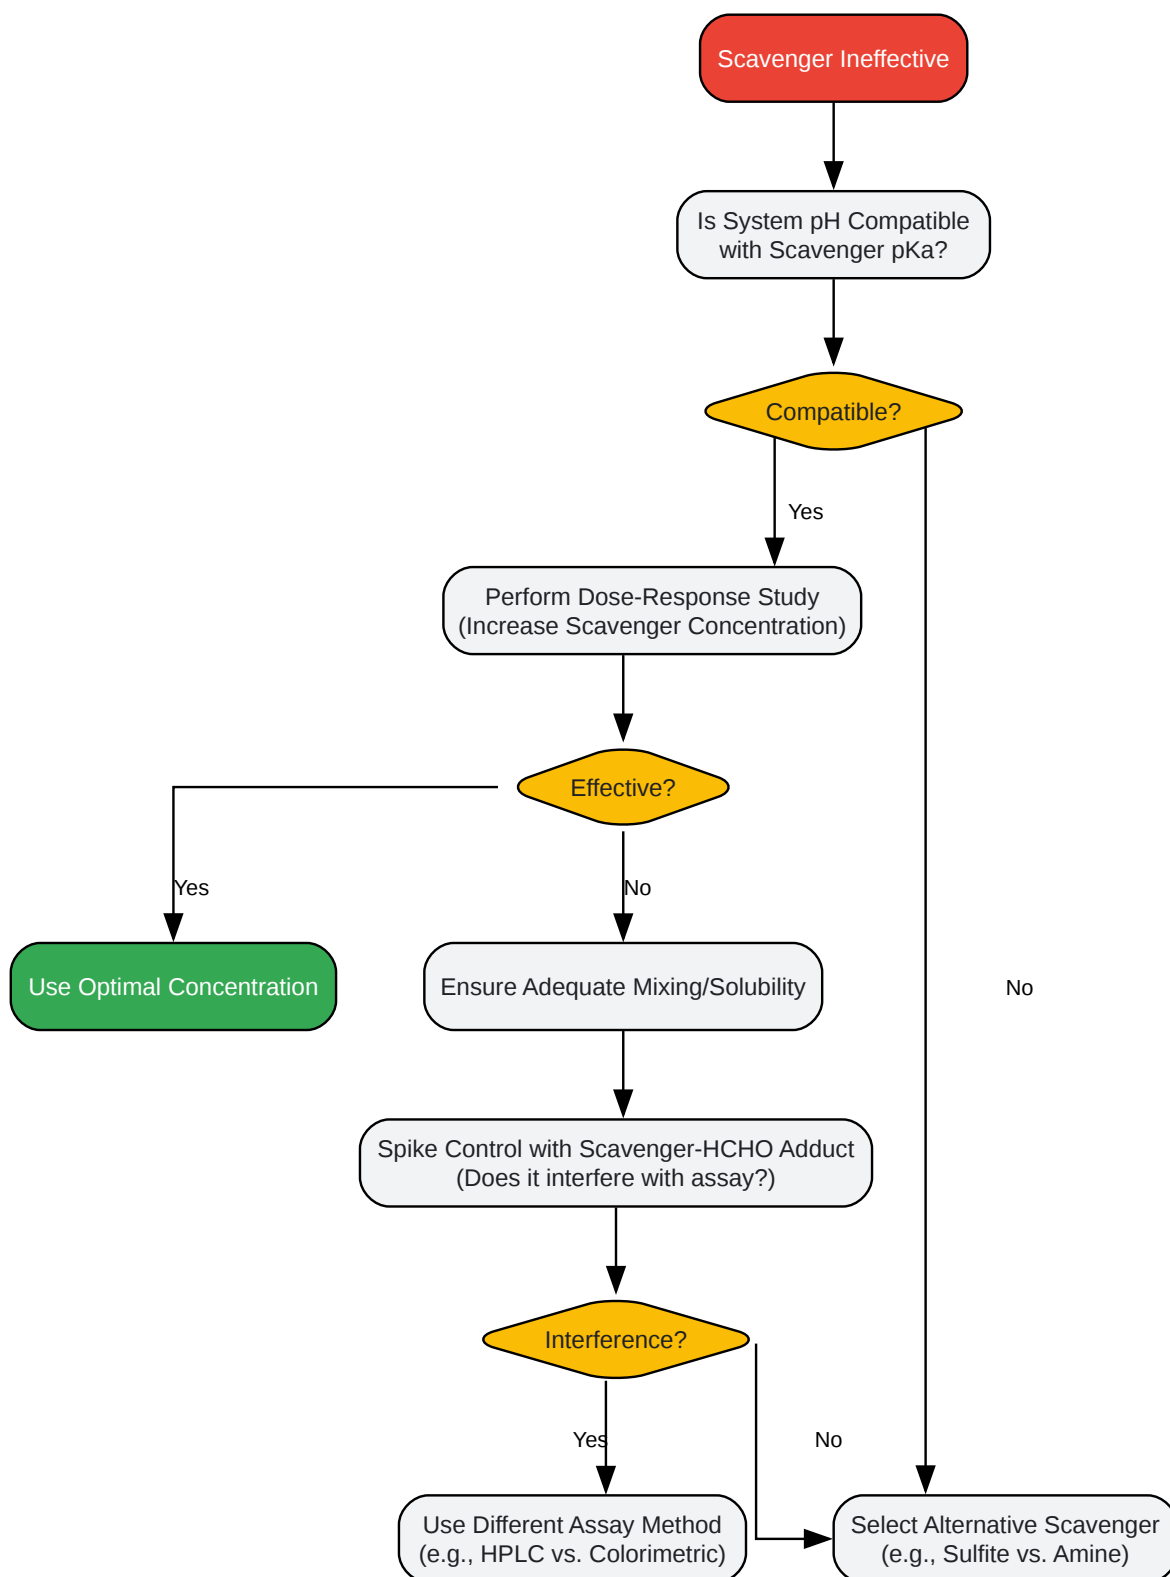 Scavenger Ineffective
Is System pH Compatible
with Scavenger pKa?
Compatible?
Yes
Perform Dose-Response Study
(Increase Scavenger Concentration)
Effective?
Yes
No
Use Optimal Concentration
Ensure Adequate Mixing/Solubility
No
Spike Control with Scavenger-HCHO Adduct
(Does it interfere with assay?)
Interference?
Yes
No
Use Different Assay Method
(e.g., HPLC vs. Colorimetric)
Select Alternative Scavenger
(e.g., Sulfite vs. Amine)